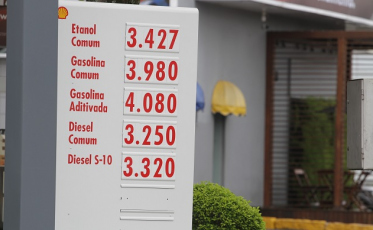 Etanol
Comum 3.427
Gasolina
Comum 3.980
Gasolina
Aditivada 4.080
Diesel
Comum 3.250
Diesel S-10 3.320